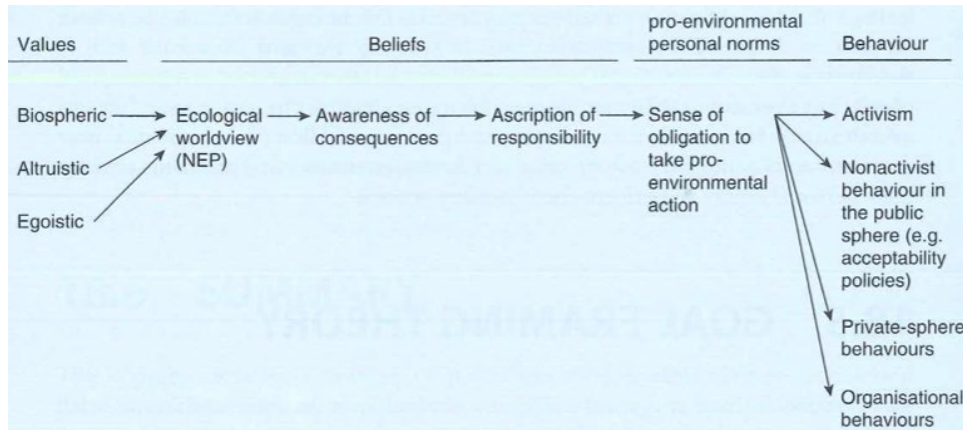 Values
Beliefs
pro-environmental
personal norms
Behaviour
Biospheric
Altruistic
Egoistic
Ecological
worldview
(NEP)
Awareness of
consequences
Ascription of
responsibility
Sense of
obligation to
take pro-
environmental
action
Activism
Nonactivist
behaviour in
the public
sphere (e.g.
acceptability
policies)
Private-sphere
behaviours
Organisational
behaviours
GOAL FRAMING THEORY